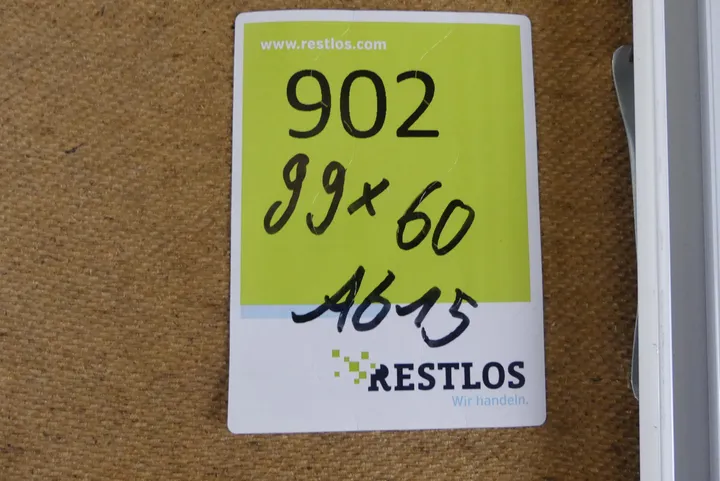 www.restlos.com
902
99x60
A615
RESTLOS
Wir handeln.